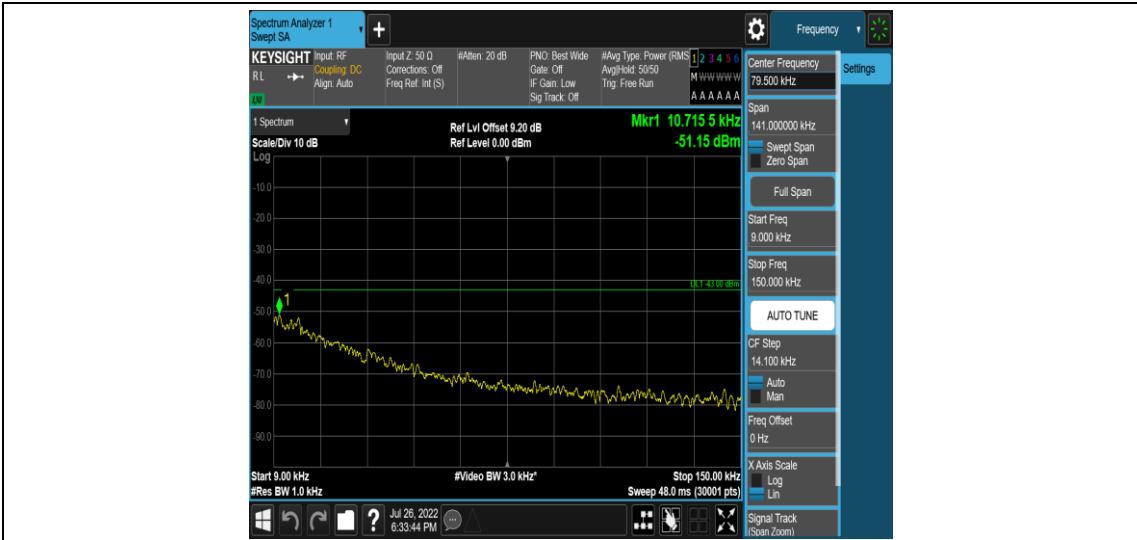 Spectrum Analyzer 1
Swept SA
+
Frequency
KEYSIGHT
RL
LXI
Input: RF
Coupling: DC
Align: Auto
Input Z: 50 Ω
Corrections: Off
Freq Ref: Int (S)
#Atten: 20 dB
PNO: Best Wide
Gate: Off
IF Gain: Low
Sig Track: Off
#Avg Type: Power (RMS
Avg|Hold: 50/50
Trig: Free Run
1 2 3 4 5 6
M W W W W W
A A A A A A
1 Spectrum
Scale/Div 10 dB
Log
Ref Lvl Offset 9.20 dB
Ref Level 0.00 dBm
Mkr1 10.715 5 kHz
-51.15 dBm
-10.0
-20.0
-30.0
-40.0
-50.0
-60.0
-70.0
-80.0
-90.0
DL1 -43.00 dBm
1
Start 9.00 kHz
#Res BW 1.0 kHz
#Video BW 3.0 kHz*
Stop 150.00 kHz
Sweep 48.0 ms (30001 pts)
?
Jul 26, 2022
6:33:44 PM
Center Frequency
79.500 kHz
Settings
Span
141.000000 kHz
Swept Span
Zero Span
Full Span
Start Freq
9.000 kHz
Stop Freq
150.000 kHz
AUTO TUNE
CF Step
14.100 kHz
Auto
Man
Freq Offset
0 Hz
X Axis Scale
Log
Lin
Signal Track
(Span Zoom)